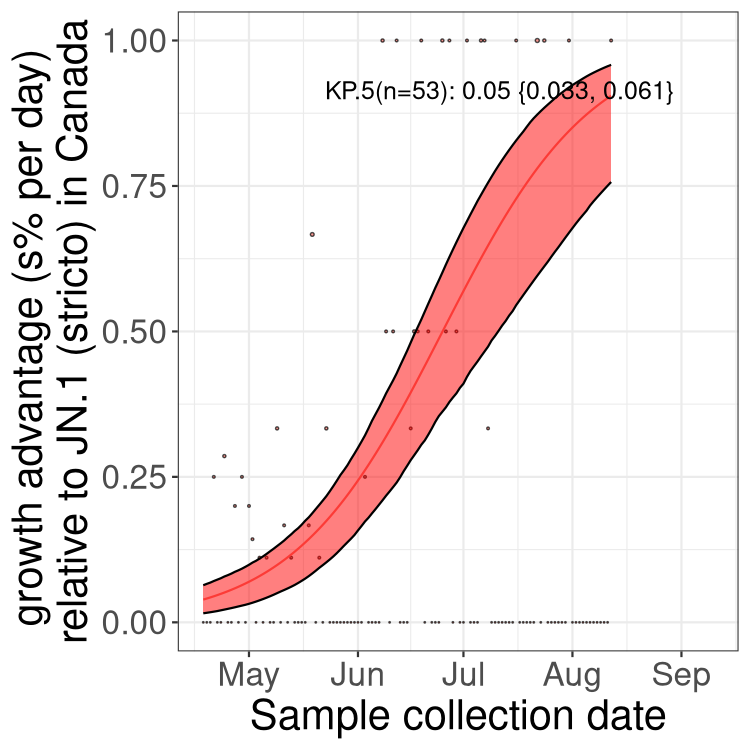 growth advantage (s% per day)
relative to JN.1 (stricto) in Canada
1.00
0.75
0.50
0.25
0.00
KP.5(n=53): 0.05 {0.033, 0.061}
May Jun Jul Aug Sep
Sample collection date